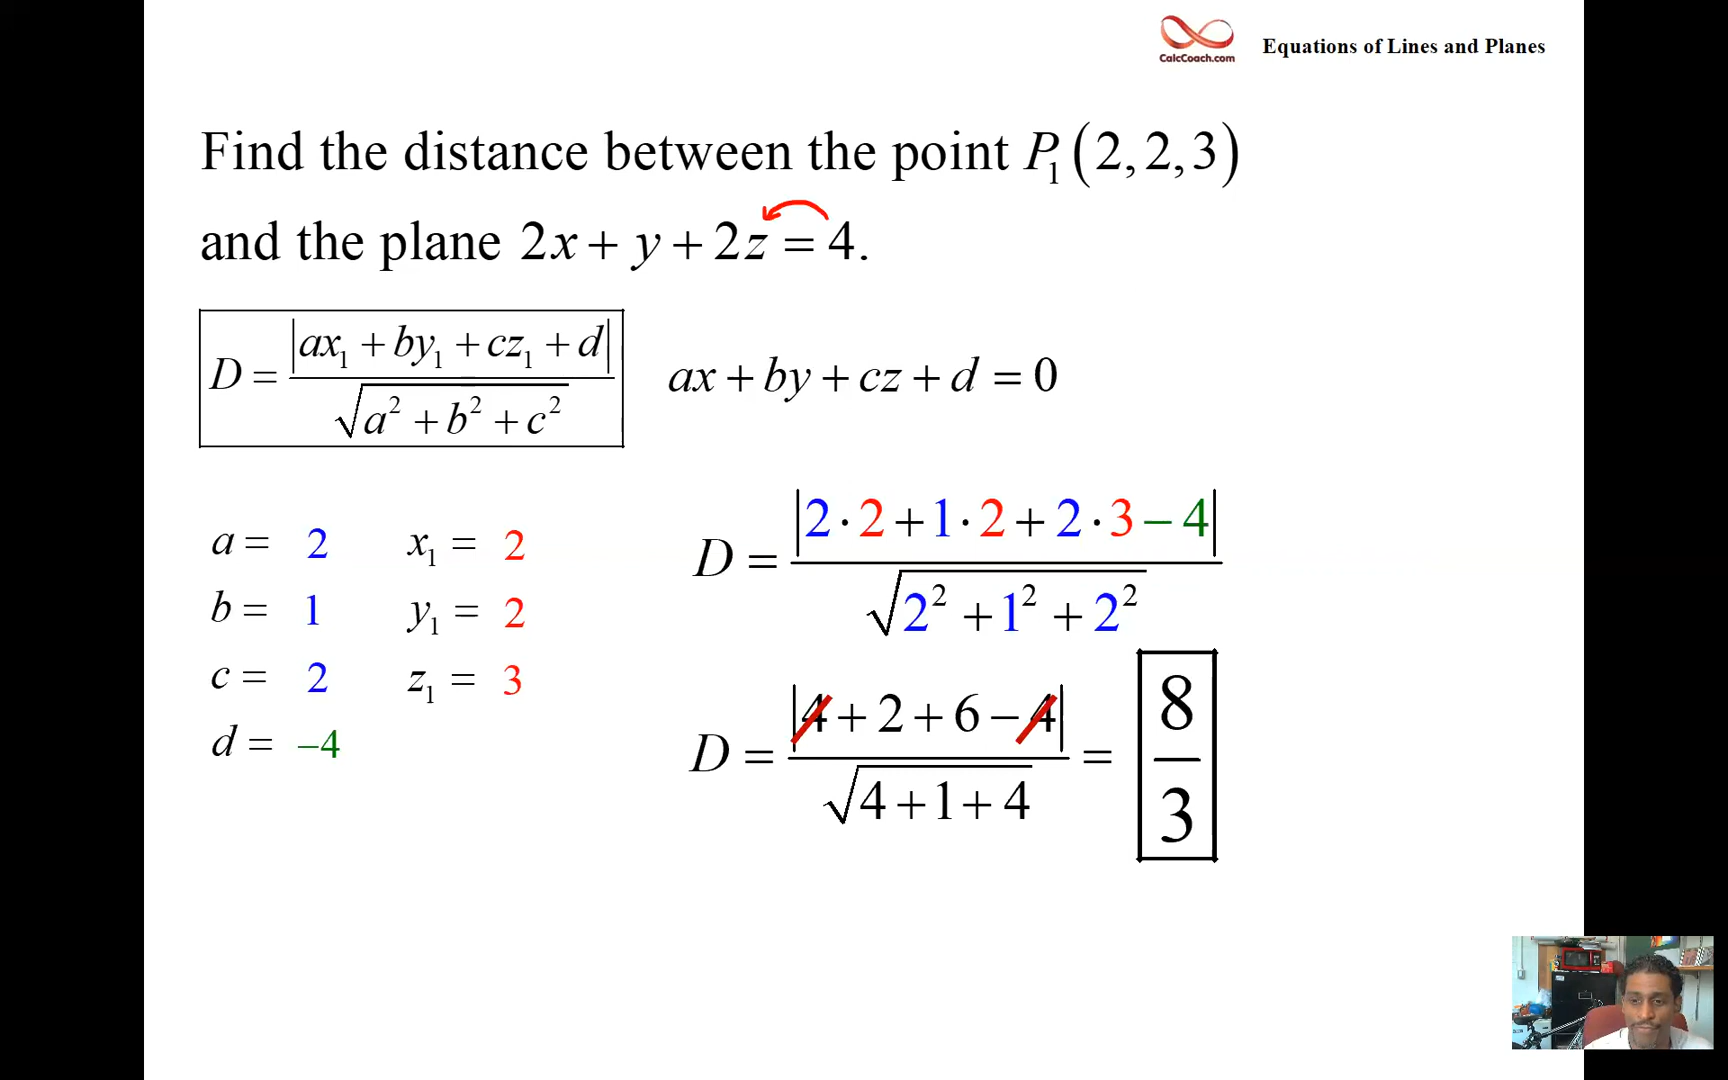 CalcCoach.com
Equations of Lines and Planes
Find the distance between the point P₁(2,2,3)
and the plane 2x + y + 2z = 4.
D = |ax₁ + by₁ + cz₁ + d| / √(a² + b² + c²)
ax + by + cz + d = 0
a = 2 x₁ = 2
b = 1 y₁ = 2
c = 2 z₁ = 3
d = −4
D = |2·2 + 1·2 + 2·3 − 4| / √(2² + 1² + 2²)
D = |4 + 2 + 6 − 4| / √(4 + 1 + 4) = 8/3